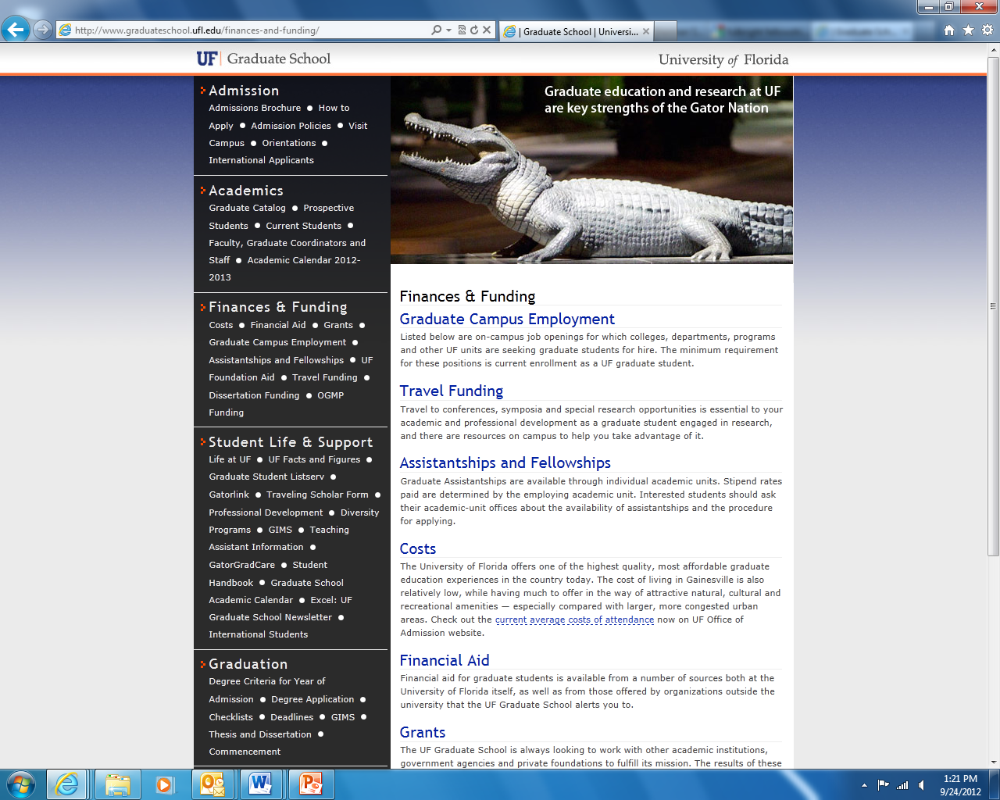 http://www.graduateschool.ufl.edu/finances-and-funding/
| Graduate School | Universi...
UF Graduate School
University of Florida
Admission
Admissions Brochure ● How to
Apply ● Admission Policies ● Visit
Campus ● Orientations ●
International Applicants
Academics
Graduate Catalog ● Prospective
Students ● Current Students ●
Faculty, Graduate Coordinators and
Staff ● Academic Calendar 2012-
2013
Finances & Funding
Costs ● Financial Aid ● Grants ●
Graduate Campus Employment ●
Assistantships and Fellowships ● UF
Foundation Aid ● Travel Funding ●
Dissertation Funding ● OGMP
Funding
Student Life & Support
Life at UF ● UF Facts and Figures ●
Graduate Student Listserv ●
Gatorlink ● Traveling Scholar Form ●
Professional Development ● Diversity
Programs ● GIMS ● Teaching
Assistant Information ●
GatorGradCare ● Student
Handbook ● Graduate School
Academic Calendar ● Excel: UF
Graduate School Newsletter ●
International Students
Graduation
Degree Criteria for Year of
Admission ● Degree Application ●
Checklists ● Deadlines ● GIMS ●
Thesis and Dissertation ●
Commencement
Graduate education and research at UF
are key strengths of the Gator Nation
Finances & Funding
Graduate Campus Employment
Listed below are on-campus job openings for which colleges, departments, programs
and other UF units are seeking graduate students for hire. The minimum requirement
for these positions is current enrollment as a UF graduate student.
Travel Funding
Travel to conferences, symposia and special research opportunities is essential to your
academic and professional development as a graduate student engaged in research,
and there are resources on campus to help you take advantage of it.
Assistantships and Fellowships
Graduate Assistantships are available through individual academic units. Stipend rates
paid are determined by the employing academic unit. Interested students should ask
their academic-unit offices about the availability of assistantships and the procedure
for applying.
Costs
The University of Florida offers one of the highest quality, most affordable graduate
education experiences in the country today. The cost of living in Gainesville is also
relatively low, while having much to offer in the way of attractive natural, cultural and
recreational amenities — especially compared with larger, more congested urban
areas. Check out the current average costs of attendance now on UF Office of
Admission website.
Financial Aid
Financial aid for graduate students is available from a number of sources both at the
University of Florida itself, as well as from those offered by organizations outside the
university that the UF Graduate School alerts you to.
Grants
The UF Graduate School is always looking to work with other academic institutions,
government agencies and private foundations to fulfill its mission. The results of these
1:21 PM
9/24/2012